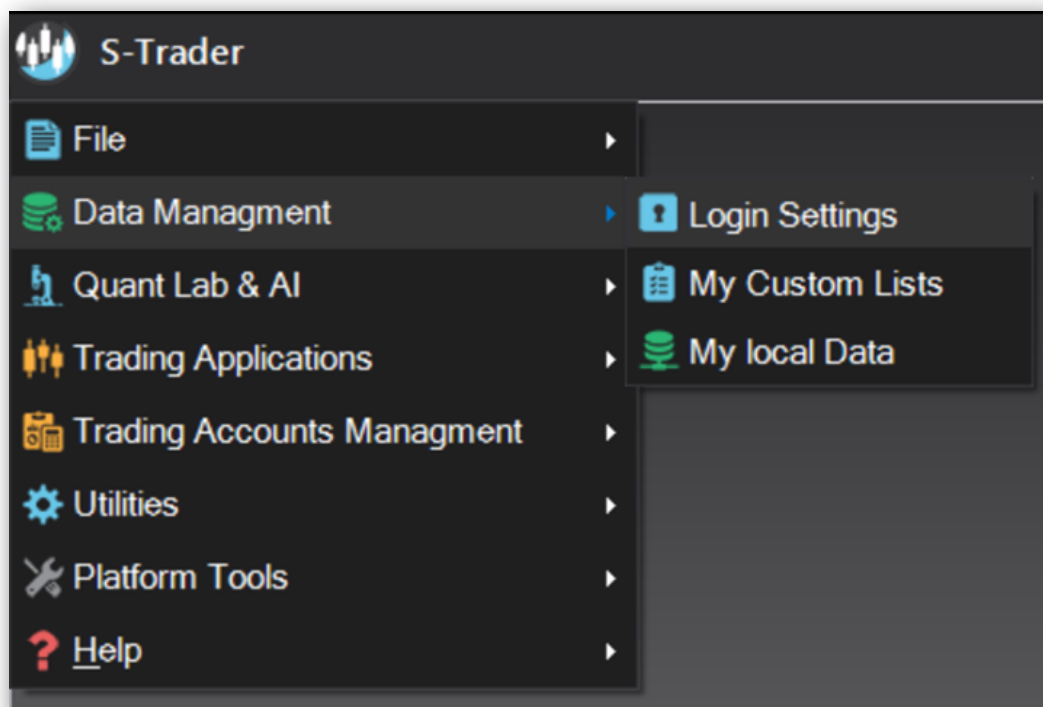 S-Trader
File
Data Managment
Quant Lab & AI
Trading Applications
Trading Accounts Managment
Utilities
Platform Tools
Help
Login Settings
My Custom Lists
My local Data